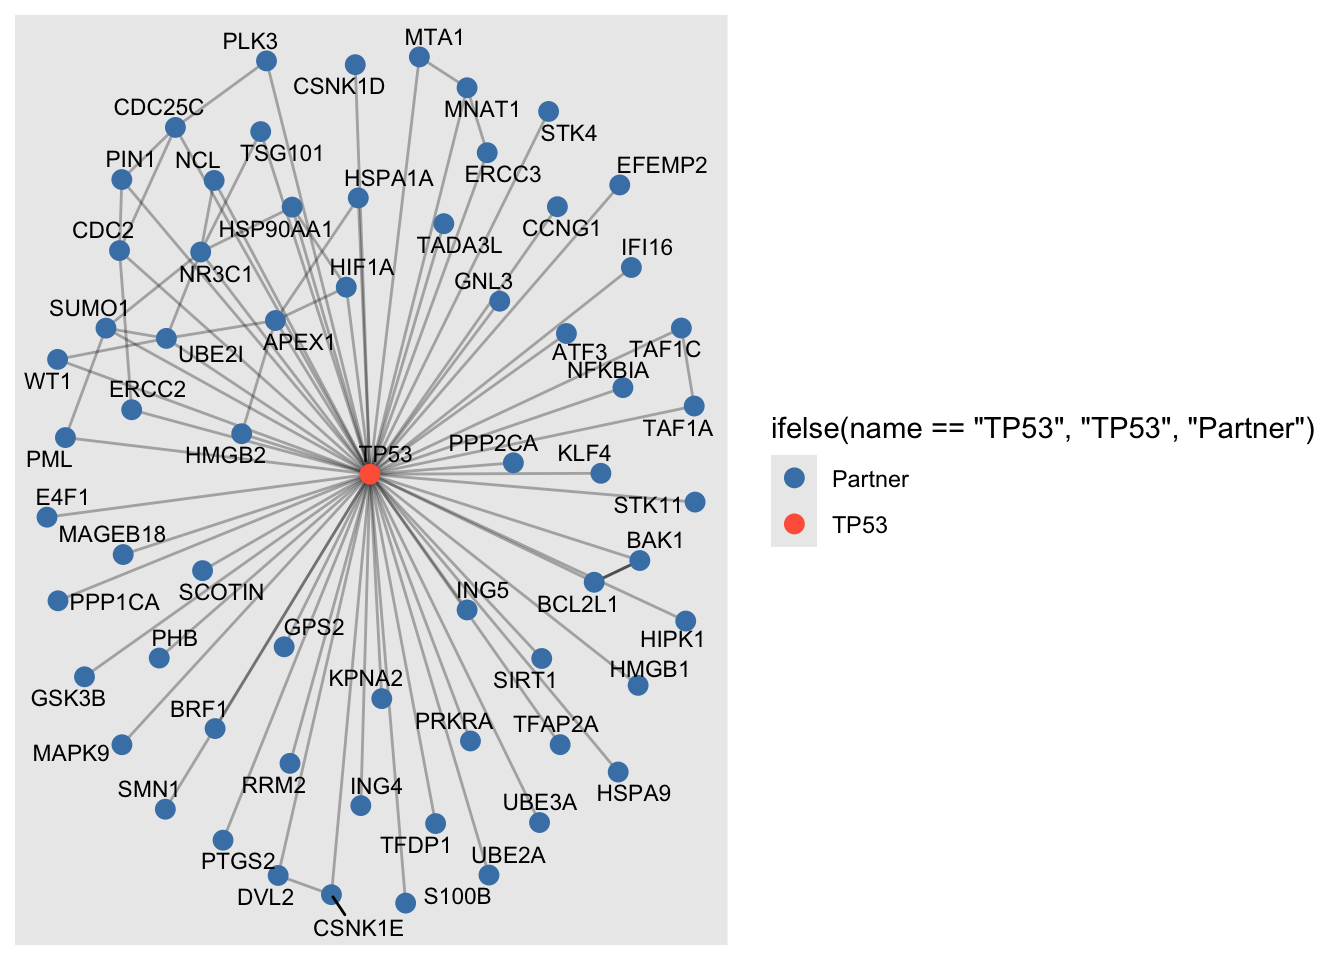 PLK3
MTA1
CSNK1D
CDC25C
MNAT1
STK4
PIN1
NCL
TSG101
HSPA1A
ERCC3
EFEMP2
CDC2
HSP90AA1
TADA3L
CCNG1
NR3C1
HIF1A
GNL3
IFI16
SUMO1
UBE2I
APEX1
ATF3
TAF1C
WT1
ERCC2
NFKBIA
TAF1A
PML
HMGB2
TP53
PPP2CA
KLF4
E4F1
STK11
MAGEB18
BAK1
PPP1CA
SCOTIN
ING5
BCL2L1
HIPK1
PHB
GPS2
GSK3B
KPNA2
SIRT1
HMGB1
BRF1
PRKRA
TFAP2A
MAPK9
SMN1
RRM2
ING4
HSPA9
UBE3A
TFDP1
PTGS2
UBE2A
DVL2
S100B
CSNK1E
ifelse(name == "TP53", "TP53", "Partner")
Partner
TP53